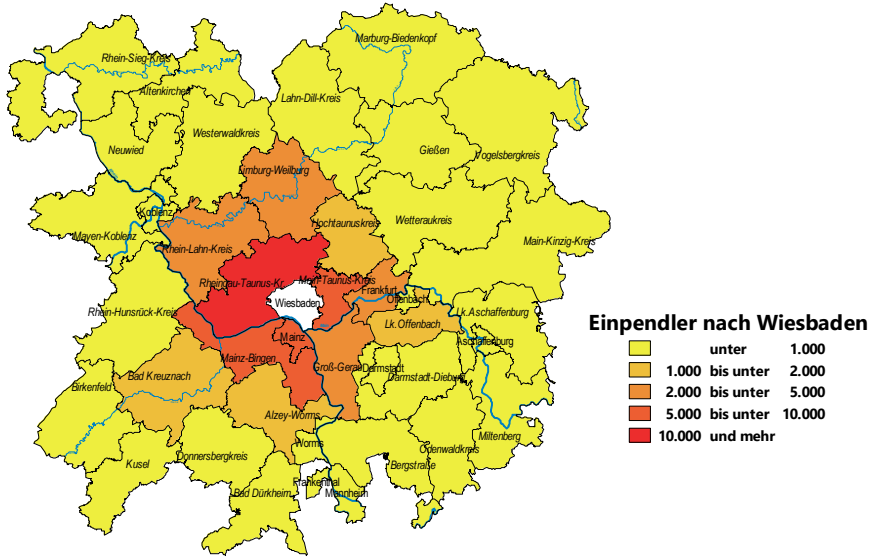 Marburg-Biedenkopf
Rhein-Sieg-Kreis
Altenkirchen
Lahn-Dill-Kreis
Westerwaldkreis
Neuwied
Gießen
Vogelsbergkreis
Limburg-Weilburg
Koblenz
Hochtaunuskreis
Wetteraukreis
Mayen-Koblenz
Rhein-Lahn-Kreis
Main-Kinzig-Kreis
Rheingau-Taunus-Kr.
Main-Taunus-Kreis
Frankfurt
Offenbach
Wiesbaden
Rhein-Hunsrück-Kreis
Lk.Aschaffenburg
Lk.Offenbach
Einpendler nach Wiesbaden
Mainz
Aschaffenburg
unter 1.000
Mainz-Bingen
Groß-Gerau
Darmstadt
1.000 bis unter 2.000
Bad Kreuznach
Darmstadt-Dieburg
Birkenfeld
2.000 bis unter 5.000
Alzey-Worms
5.000 bis unter 10.000
Miltenberg
10.000 und mehr
Worms
Odenwaldkreis
Donnersbergkreis
Kusel
Bergstraße
Frankenthal
Bad Dürkheim
Mannheim